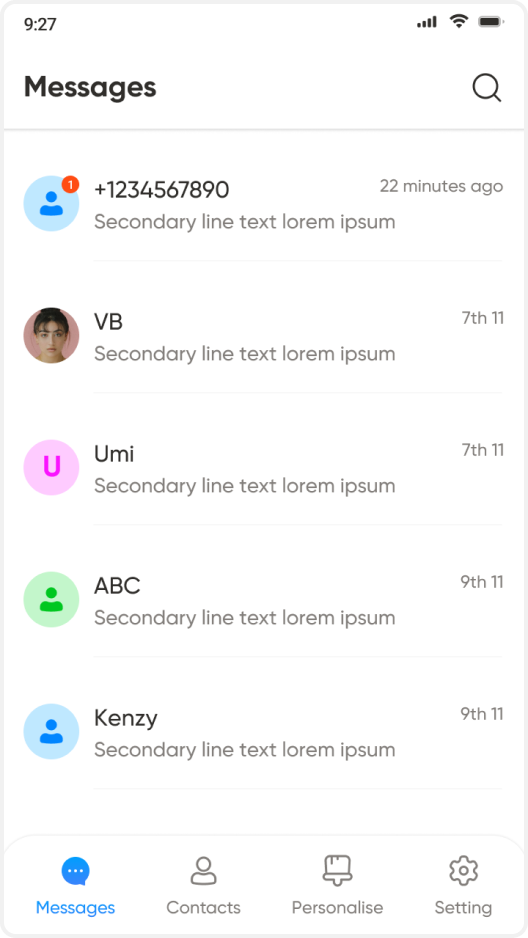 9:27
Messages
1
+1234567890
22 minutes ago
Secondary line text lorem ipsum
VB
7th 11
Secondary line text lorem ipsum
U
Umi
7th 11
Secondary line text lorem ipsum
ABC
9th 11
Secondary line text lorem ipsum
Kenzy
9th 11
Secondary line text lorem ipsum
Messages
Contacts
Personalise
Setting